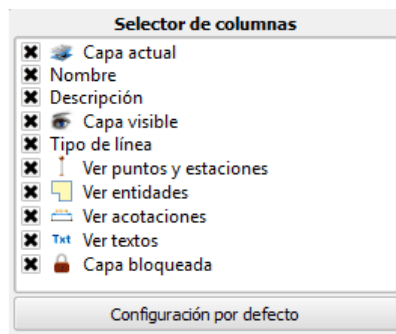 Selector de columnas
Capa actual
Nombre
Descripción
Capa visible
Tipo de línea
Ver puntos y estaciones
Ver entidades
Ver acotaciones
Txt Ver textos
Capa bloqueada
Configuración por defecto